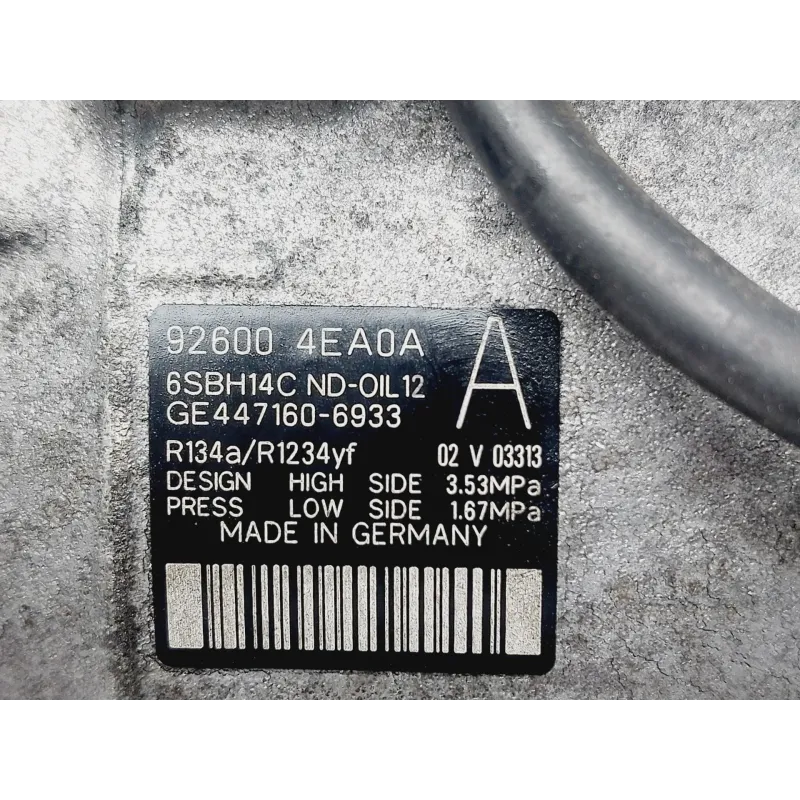 92600 4EA0A
A
6SBH14C ND-OIL12
GE447160-6933
R134a/R1234yf 02 V 03313
DESIGN HIGH SIDE 3.53MPa
PRESS LOW SIDE 1.67MPa
MADE IN GERMANY